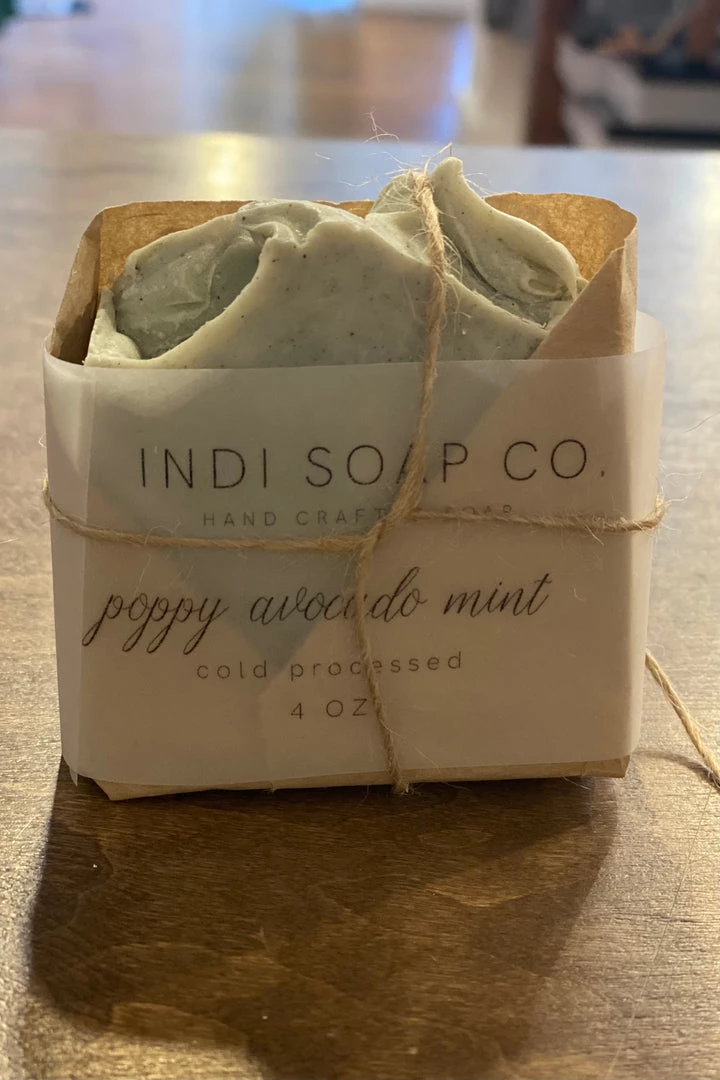 INDI SOAP CO.
HAND CRAFTED SOAP
poppy avocado mint
cold processed
4 OZ